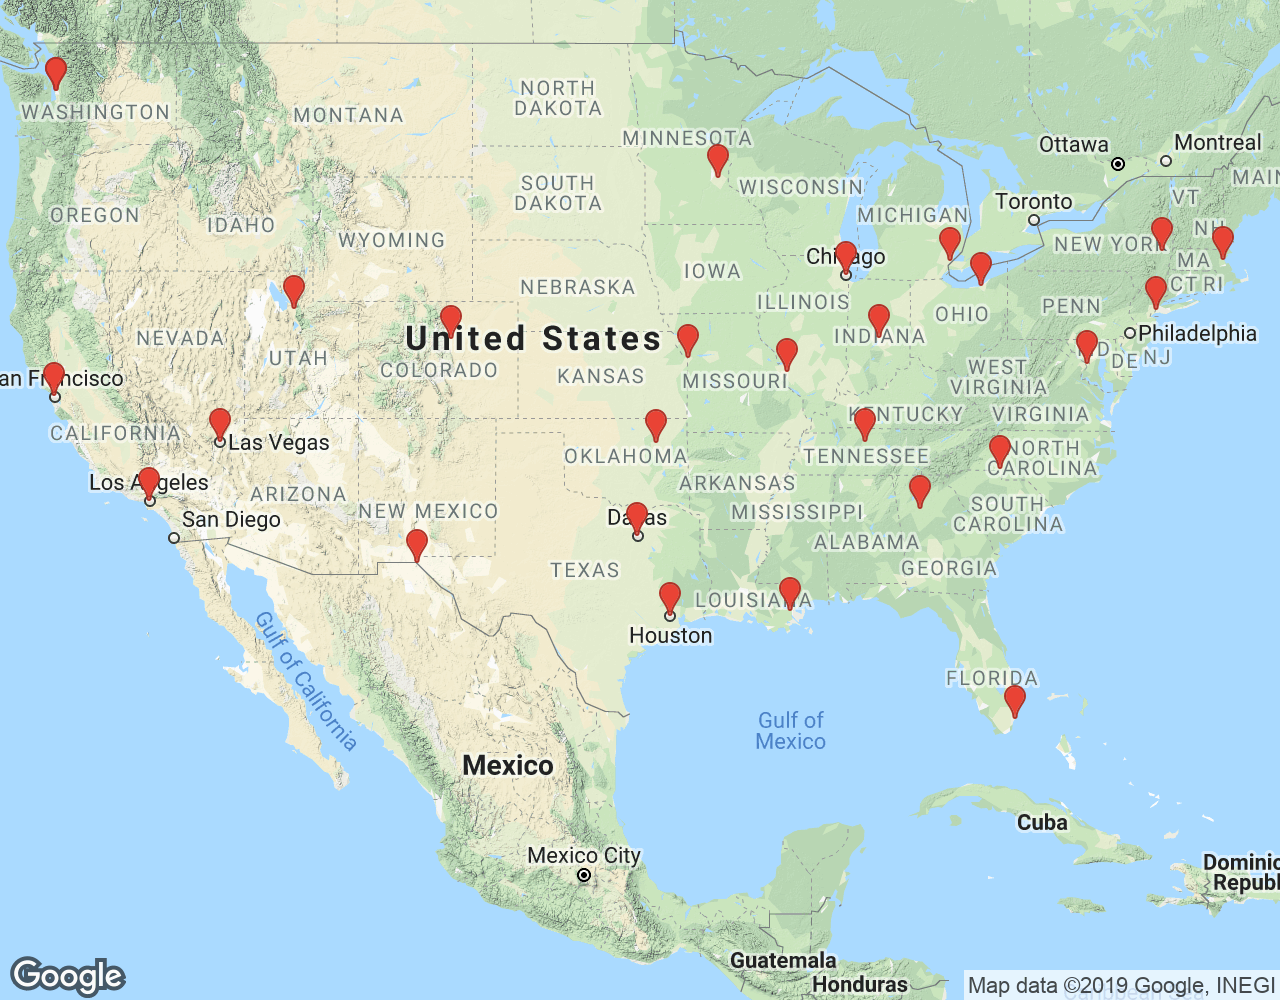 Montreal
Ottawa
WASHINGTON
NORTH
DAKOTA
MONTANA
MINNESOTA
SOUTH
DAKOTA
WISCONSIN
MAIN
VT
OREGON
IDAHO
MICHIGAN
Toronto
NH
WYOMING
NEW YORK
MA
Chicago
IOWA
CT RI
NEBRASKA
ILLINOIS
PENN
OHIO
NEVADA
United States
INDIANA
Philadelphia
UTAH
MD
DE
NJ
COLORADO
KANSAS
MISSOURI
WEST
VIRGINIA
an Francisco
KENTUCKY
VIRGINIA
CALIFORNIA
Las Vegas
OKLAHOMA
TENNESSEE
NORTH
CAROLINA
Los Angeles
ARIZONA
ARKANSAS
NEW MEXICO
MISSISSIPPI
SOUTH
CAROLINA
San Diego
Dallas
ALABAMA
TEXAS
GEORGIA
LOUISIANA
Houston
Gulf of California
FLORIDA
Gulf of
Mexico
Mexico
Cuba
Mexico City
Dominic
Republ
Guatemala
Honduras
Google
Map data ©2019 Google, INEGI